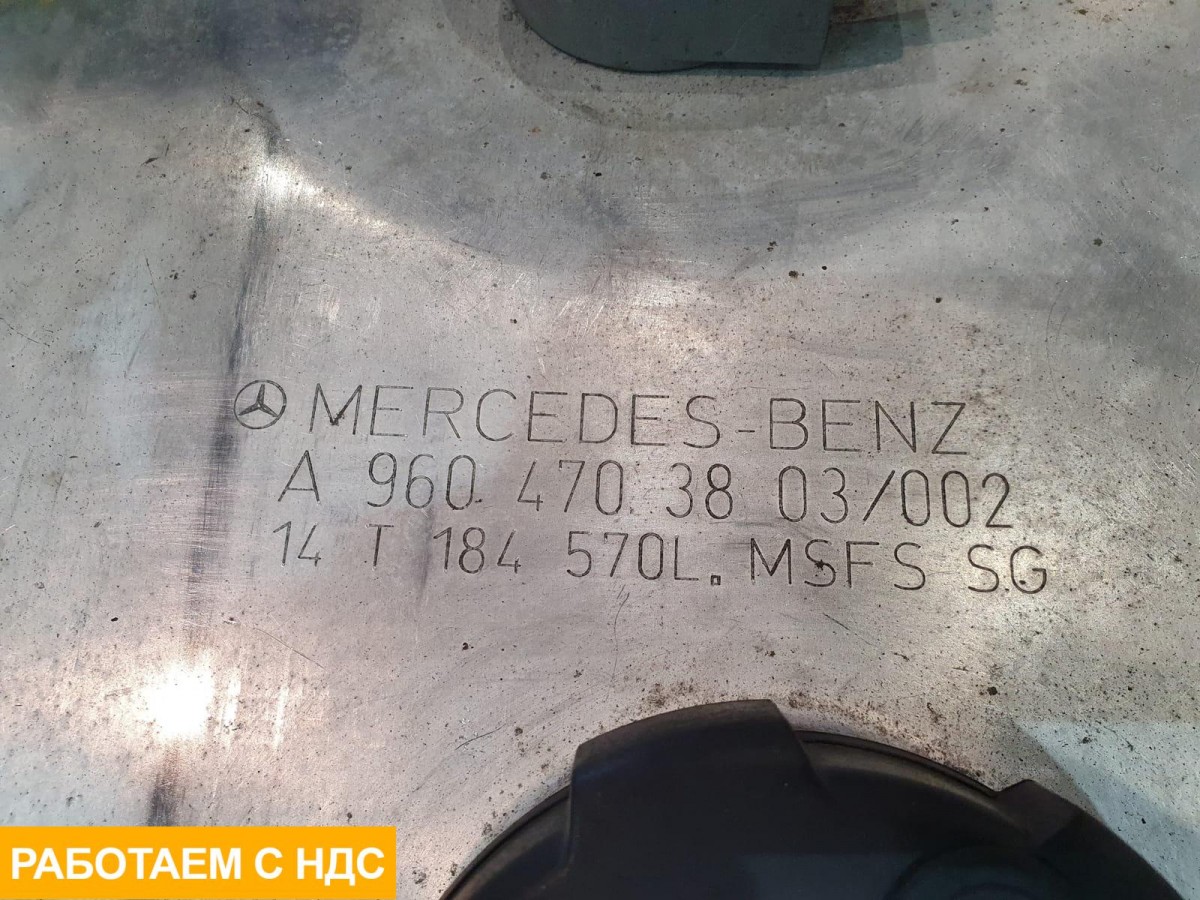 MERCEDES-BENZ
A 960 470 38 03/002
14 T 184 570L. MSFS SG
РАБОТАЕМ С НДС